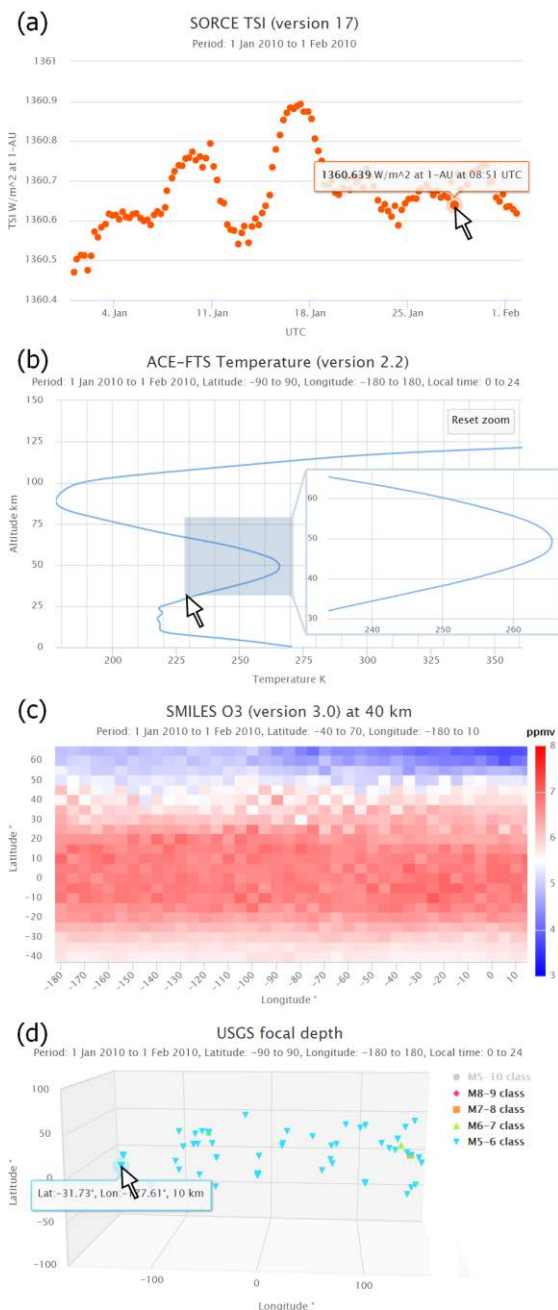 (a)
SORCE TSI (version 17)
Period: 1 Jan 2010 to 1 Feb 2010
TSI W/m^2 at 1-AU
1361
1360.9
1360.8
1360.7
1360.6
1360.5
1360.4
1360.639 W/m^2 at 1-AU at 08:51 UTC
4. Jan 11. Jan 18. Jan 25. Jan 1. Feb
UTC
(b)
ACE-FTS Temperature (version 2.2)
Period: 1 Jan 2010 to 1 Feb 2010, Latitude: -90 to 90, Longitude: -180 to 180, Local time: 0 to 24
Altitude km
150
125
100
75
50
25
0
Reset zoom
60
50
40
30
240 250 260
200 225 250 275 300 325 350
Temperature K
(c)
SMILES O3 (version 3.0) at 40 km
Period: 1 Jan 2010 to 1 Feb 2010, Latitude: -40 to 70, Longitude: -180 to 10
ppmv
Latitude °
60
50
40
30
20
10
0
-10
-20
-30
-40
8
6
5
4
3
-180 -170 -160 -150 -140 -130 -120 -110 -100 -90 -80 -70 -60 -50 -40 -30 -20 -10 0 10
Longitude °
(d)
USGS focal depth
Period: 1 Jan 2010 to 1 Feb 2010, Latitude: -90 to 90, Longitude: -180 to 180, Local time: 0 to 24
M5-10 class
M8-9 class
M7-8 class
M6-7 class
M5-6 class
Latitude °
100
50
0
-50
-100
Lat:-31.73°, Lon:-177.61°, 10 km
-100 0 100
Longitude °